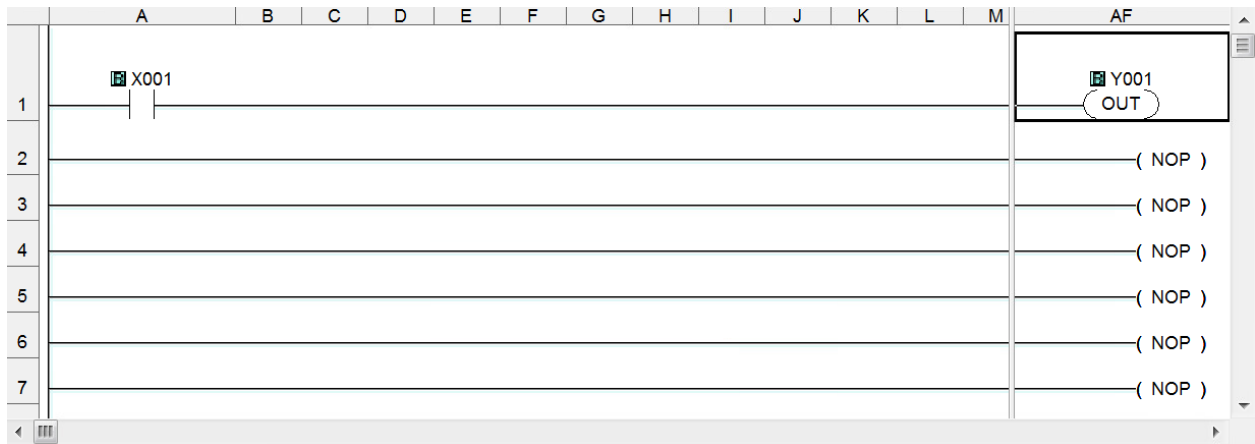 A B C D E F G H I J K L M AF
B X001 B Y001
1 OUT
2 ( NOP )
3 ( NOP )
4 ( NOP )
5 ( NOP )
6 ( NOP )
7 ( NOP )